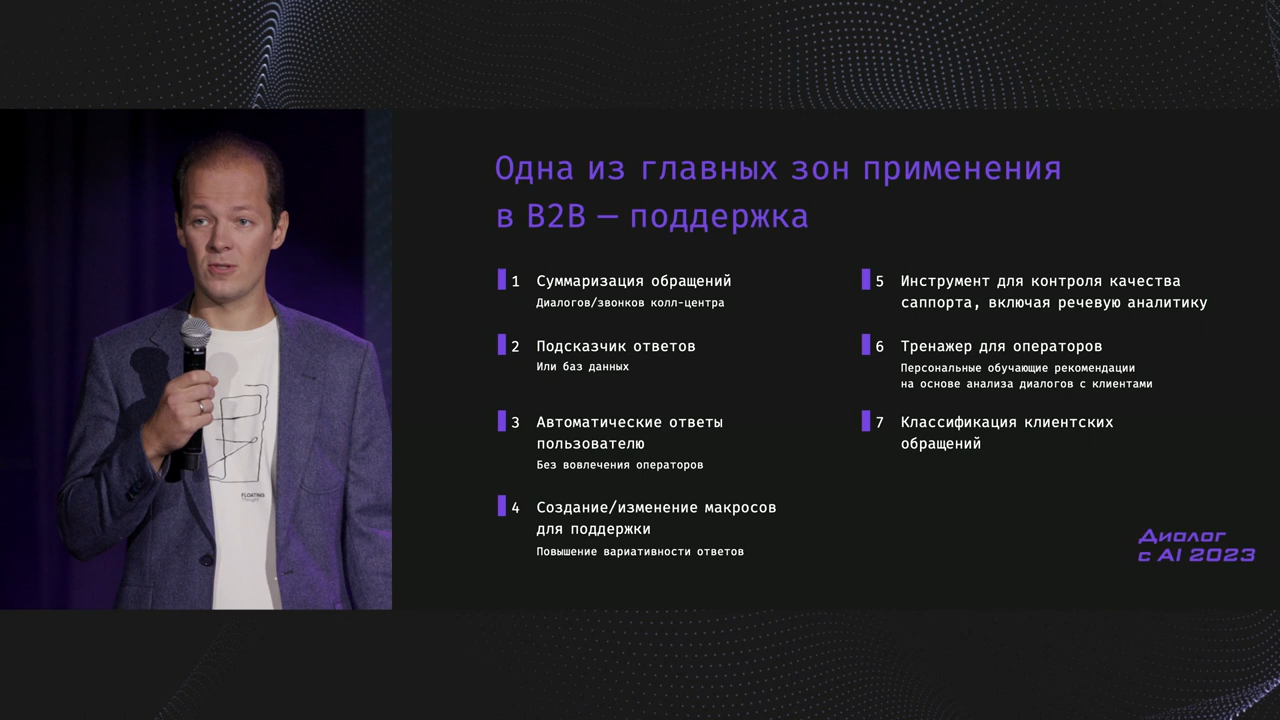 Одна из главных зон применения
в B2B — поддержка
1 Суммаризация обращений
Диалогов/звонков колл-центра
2 Подсказчик ответов
Или баз данных
3 Автоматические ответы
пользователю
Без вовлечения операторов
4 Создание/изменение макросов
для поддержки
Повышение вариативности ответов
5 Инструмент для контроля качества
саппорта, включая речевую аналитику
6 Тренажер для операторов
Персональные обучающие рекомендации
на основе анализа диалогов с клиентами
7 Классификация клиентских
обращений
Диалог
с AI 2023
FLOATING